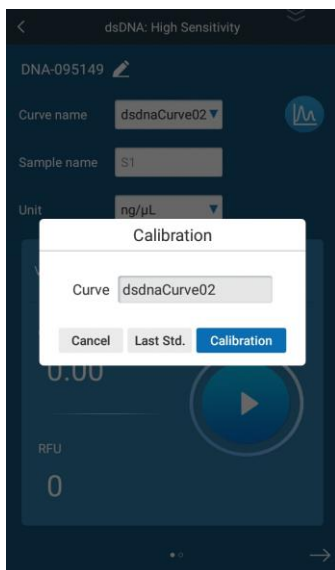 dsDNA: High Sensitivity
DNA-095149
Curve name dsdnaCurve02
Sample name S1
Unit ng/µL
Calibration
Curve dsdnaCurve02
Cancel Last Std. Calibration
0.00
RFU
0